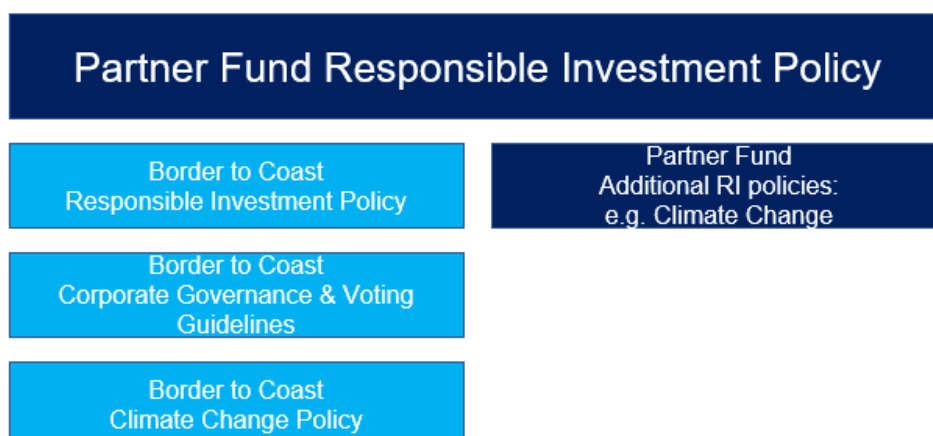 Partner Fund Responsible Investment Policy
Border to Coast
Responsible Investment Policy
Partner Fund
Additional RI policies:
e.g. Climate Change
Border to Coast
Corporate Governance & Voting
Guidelines
Border to Coast
Climate Change Policy